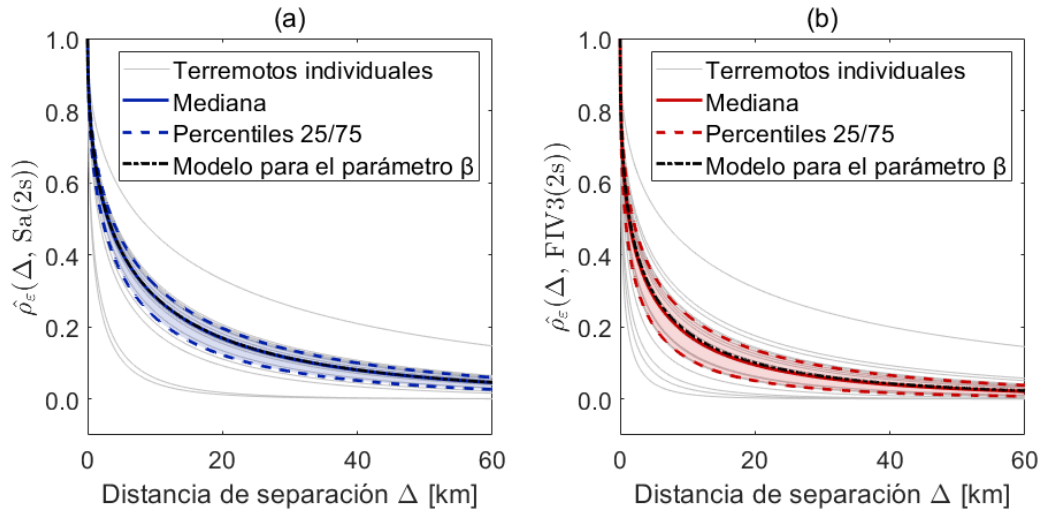 (a)
1.0
0.8
0.6
0.4
0.2
0.0
0
20
40
60
ρ̂ε(Δ, Sa(2s))
Distancia de separación Δ [km]
Terremotos individuales
Mediana
Percentiles 25/75
Modelo para el parámetro β
(b)
1.0
0.8
0.6
0.4
0.2
0.0
0
20
40
60
ρ̂ε(Δ, FIV3(2s))
Distancia de separación Δ [km]
Terremotos individuales
Mediana
Percentiles 25/75
Modelo para el parámetro β